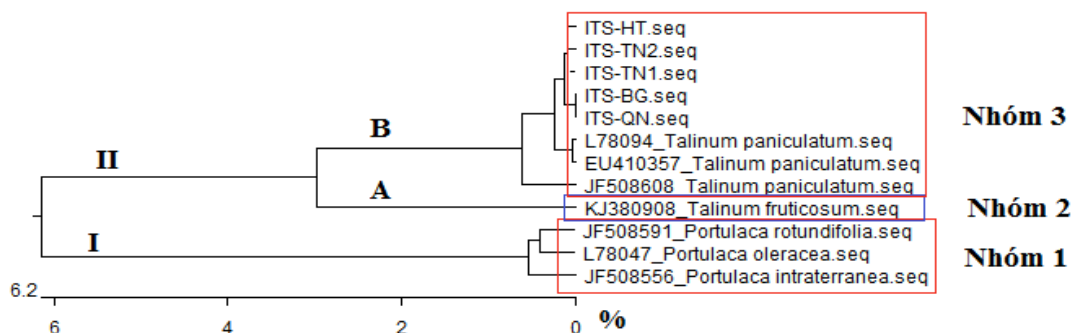 ITS-HT.seq
ITS-TN2.seq
ITS-TN1.seq
ITS-BG.seq
ITS-QN.seq
L78094_Talinum paniculatum.seq
EU410357_Talinum paniculatum.seq
JF508608_Talinum paniculatum.seq
KJ380908_Talinum fruticosum.seq
JF508591_Portulaca rotundifolia.seq
L78047_Portulaca oleracea.seq
JF508556_Portulaca intraterranea.seq
Nhóm 3
Nhóm 2
Nhóm 1
B
II
A
I
6.2
6 4 2 0 %